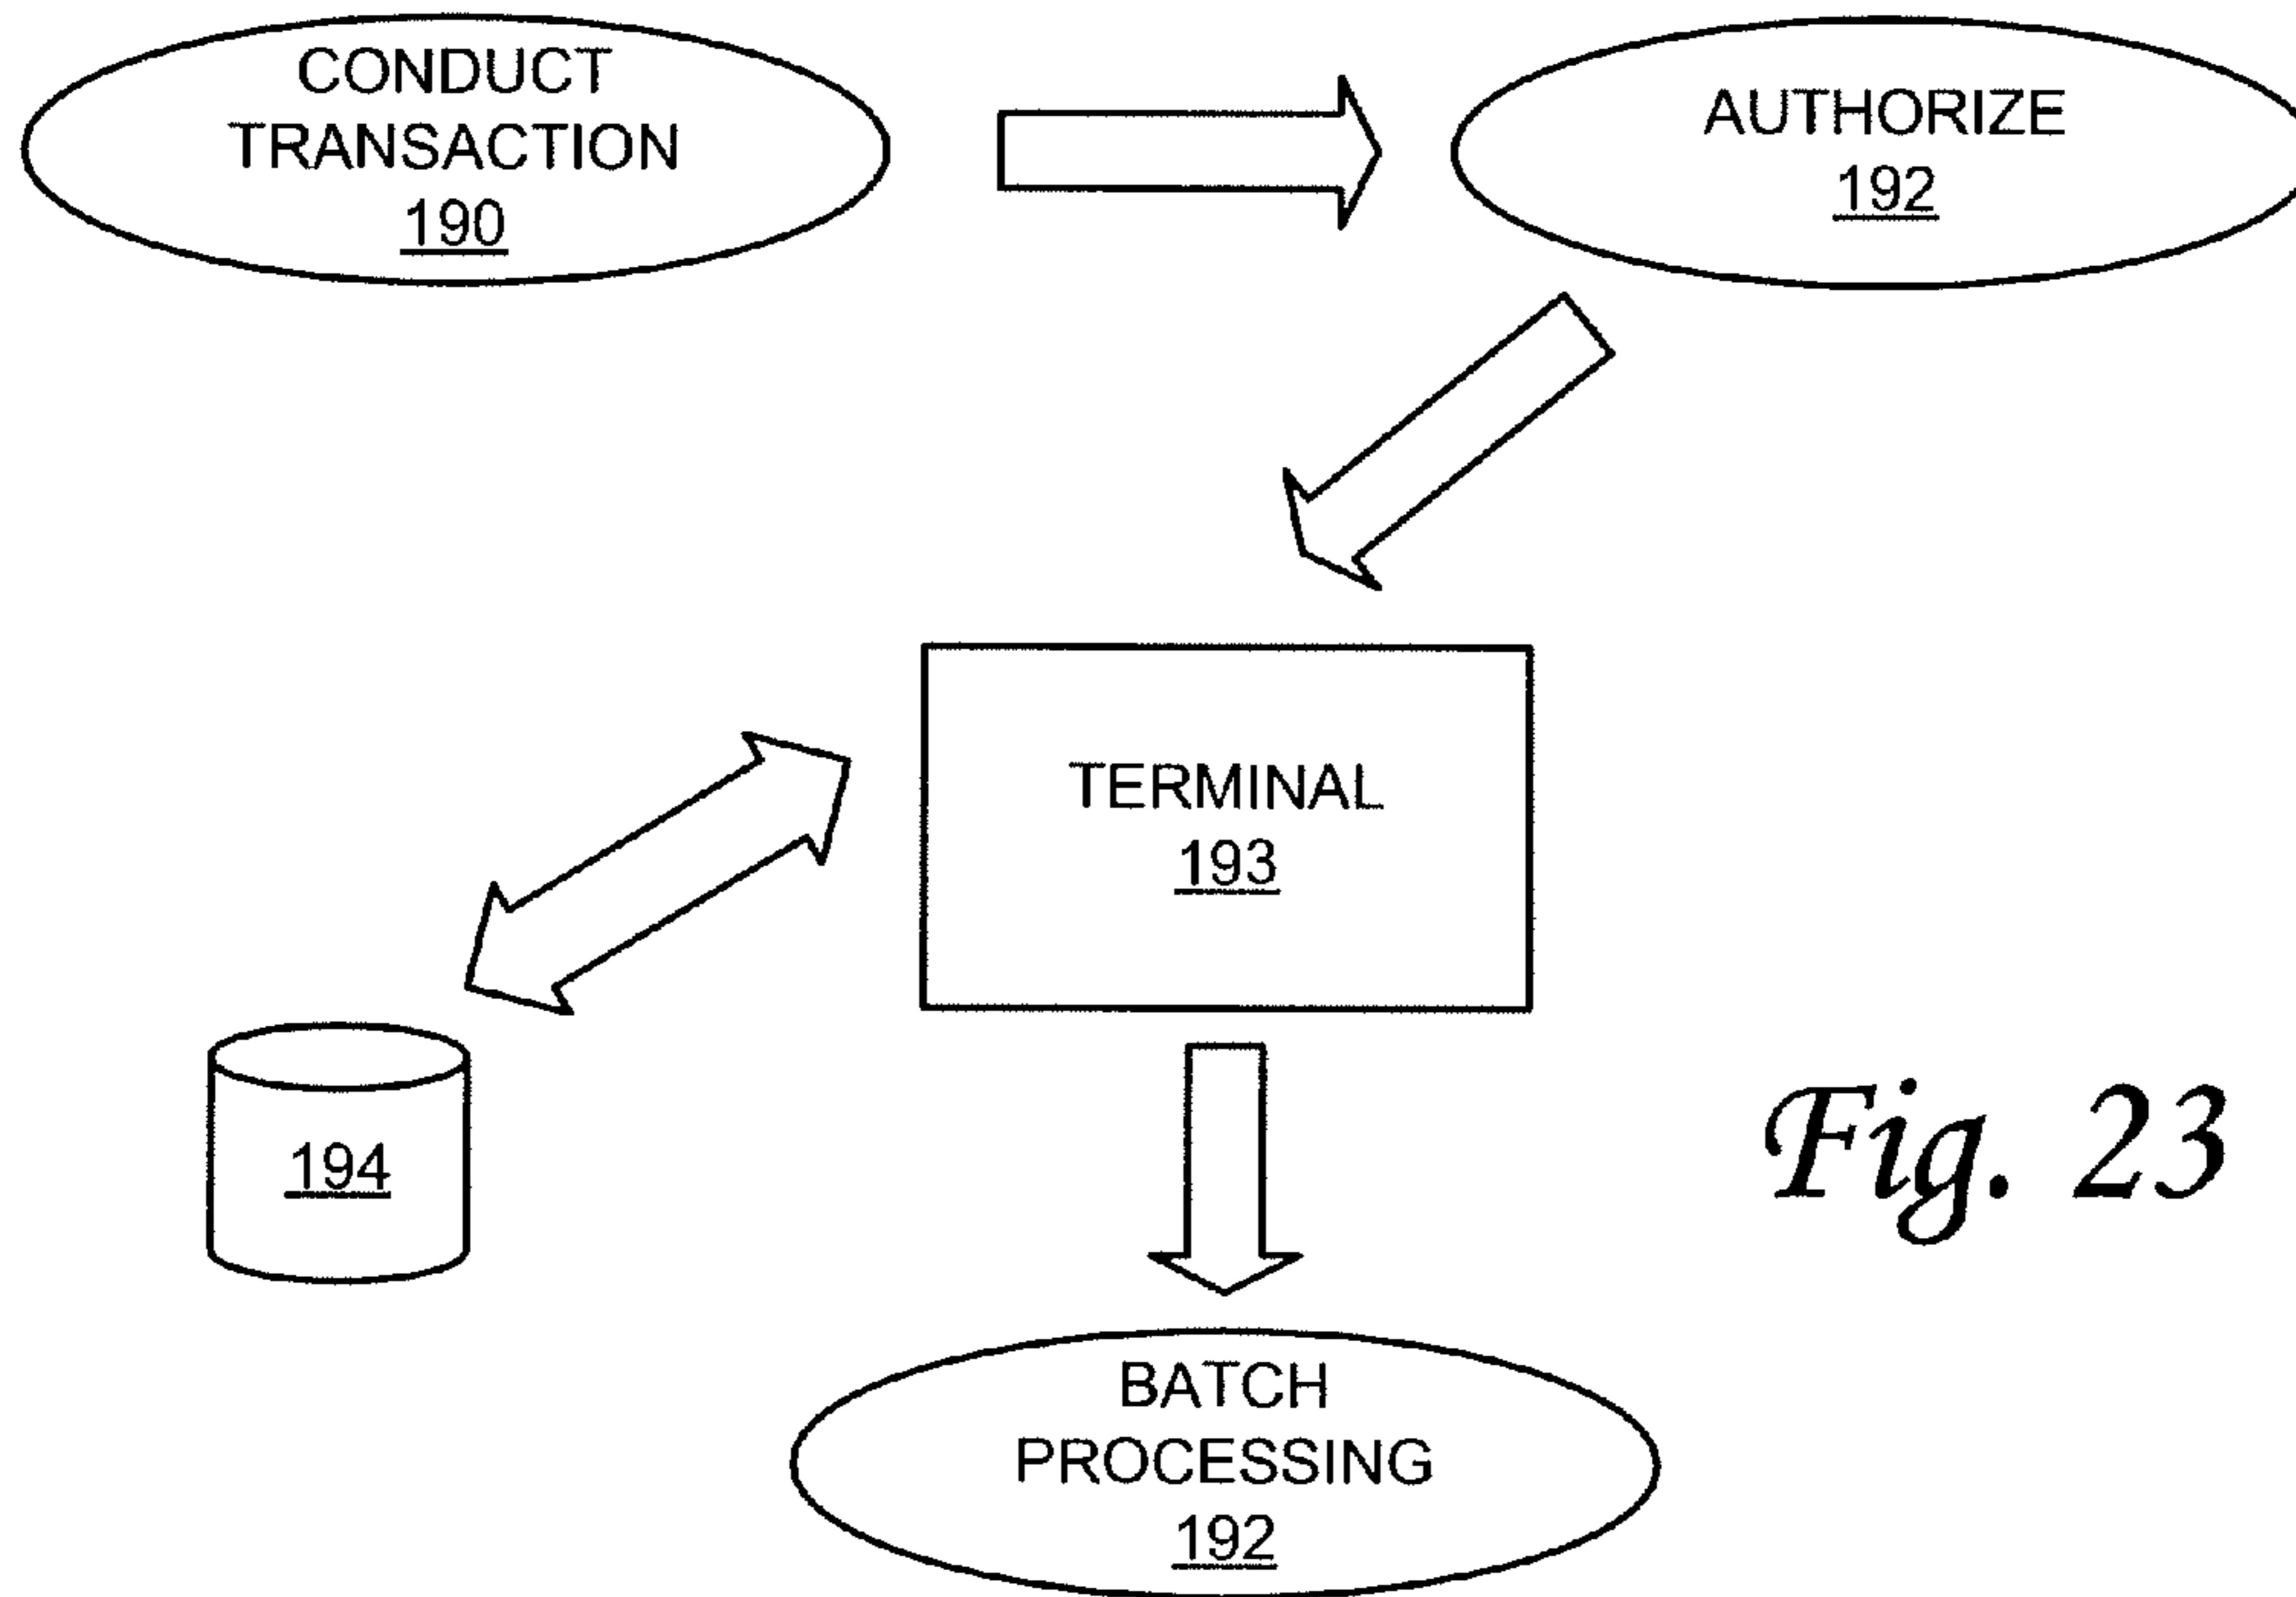 CONDUCT
TRANSACTION
190
AUTHORIZE
192
TERMINAL
193
194
Fig. 23
BATCH
PROCESSING
192